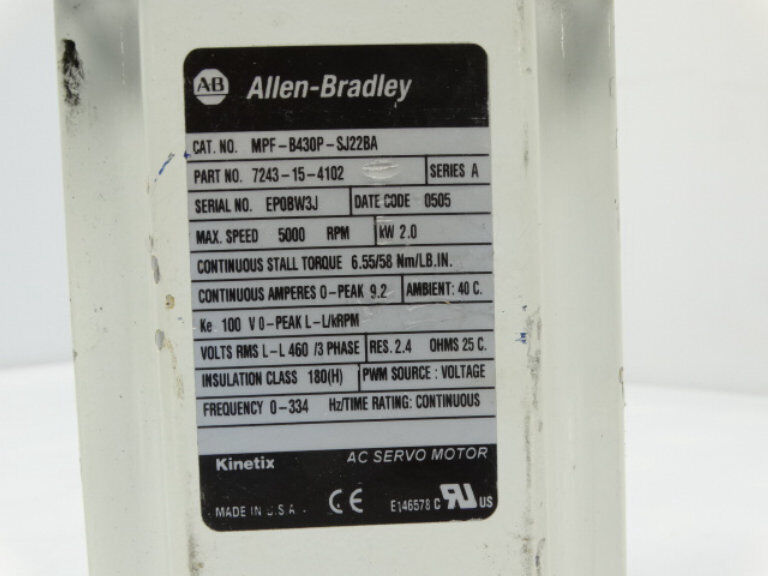 AB Allen-Bradley
CAT. NO. MPF-B430P-SJ22BA
PART NO. 7243-15-4102 SERIES A
SERIAL NO. EP0BW3J DATE CODE 0505
MAX. SPEED 5000 RPM kW 2.0
CONTINUOUS STALL TORQUE 6.55/58 Nm/LB.IN.
CONTINUOUS AMPERES 0-PEAK 9.2 AMBIENT: 40 C.
Ke 100 V 0-PEAK L-L/kRPM
VOLTS RMS L-L 460 /3 PHASE RES. 2.4 OHMS 25 C.
INSULATION CLASS 180(H) PWM SOURCE : VOLTAGE
FREQUENCY 0-334 Hz/TIME RATING: CONTINUOUS
Kinetix AC SERVO MOTOR
MADE IN U.S.A. CE E146578 C RU US